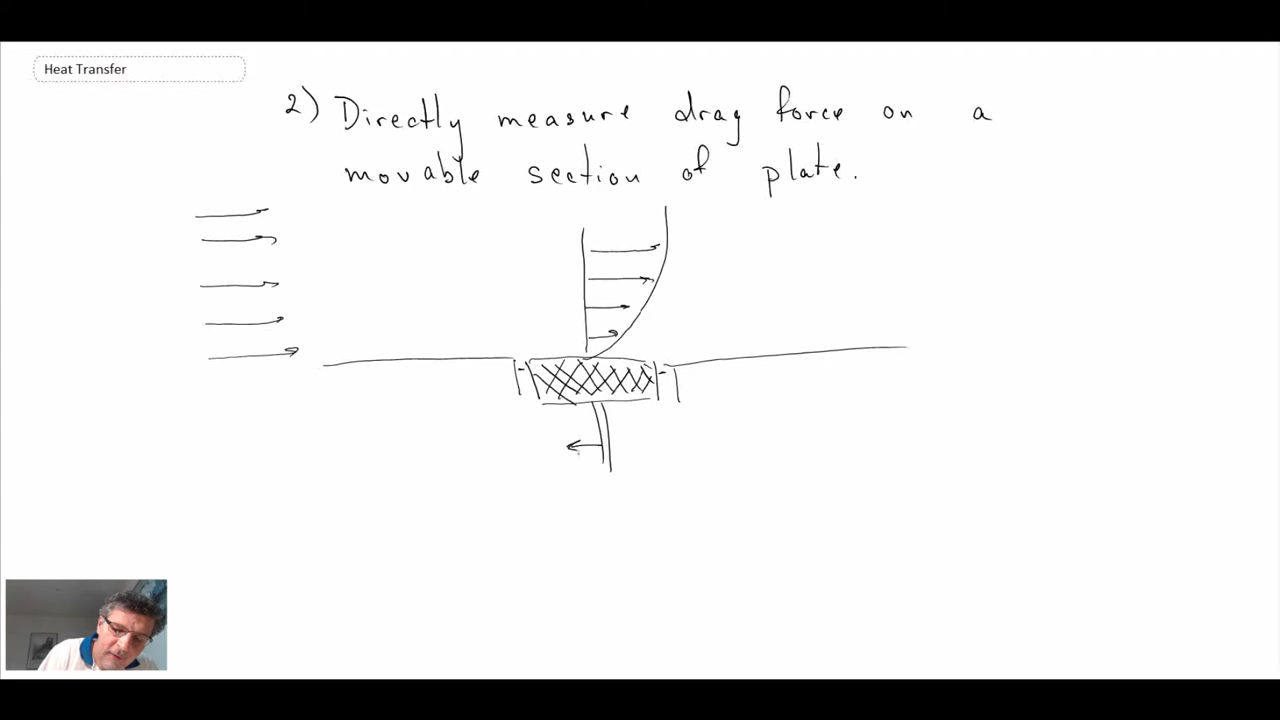 Heat Transfer
2) Directly measure drag force on a
movable section of plate.